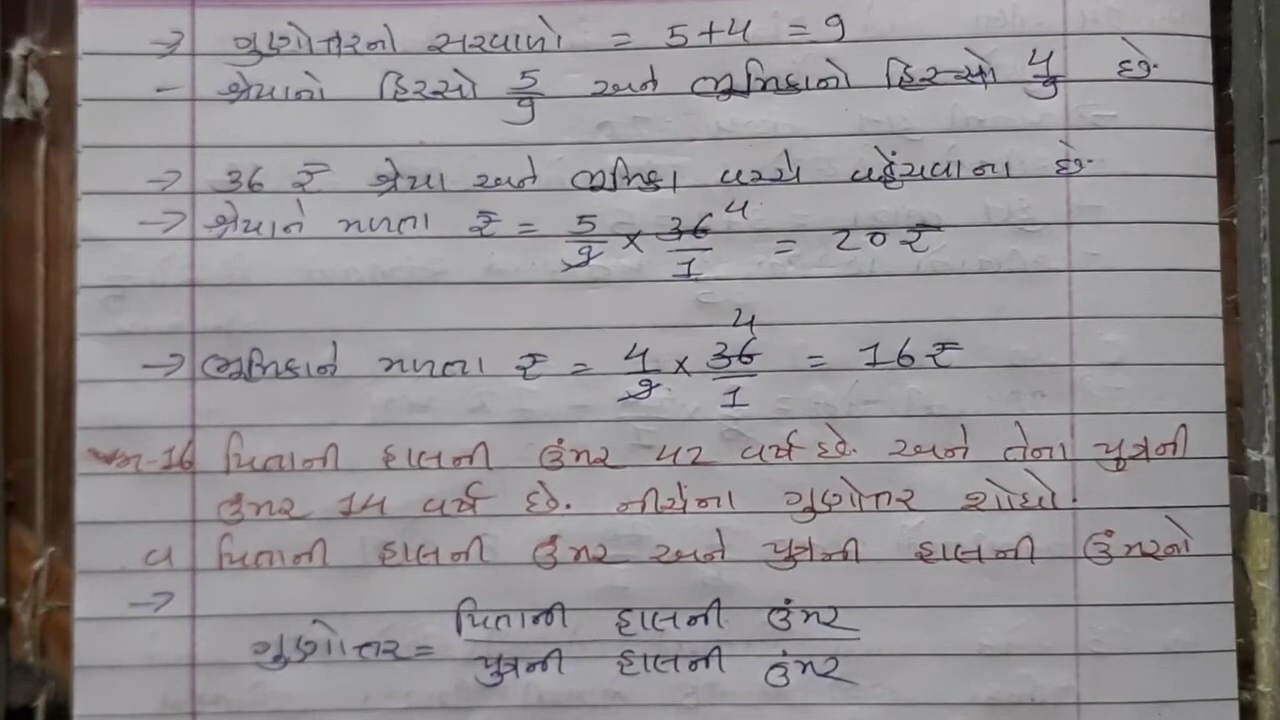 → ગુણોત્તરનો સરવાળો = 5+4 = 9
- શ્રેયાનો હિસ્સો 5/9 અને ભૂમિકાનો હિસ્સો 4/9 છે.
→ 36 ₹ શ્રેયા અને ભૂમિકા વચ્ચે વહેંચવાના છે.
→ શ્રેયાને મળતા ₹ = 5/9 × 36/1 4 = 20 ₹
→ ભૂમિકાને મળતા ₹ = 4/9 × 36/1 4 = 16 ₹
-16 પિતાની હાલની ઉંમર 42 વર્ષ છે. અને તેના પુત્રની
ઉંમર 14 વર્ષ છે. નીચેના ગુણોત્તર શોધો.
પિતાની હાલની ઉંમર અને પુત્રની હાલની ઉંમરનો
→
ગુણોત્તર = પિતાની હાલની ઉંમર / પુત્રની હાલની ઉંમર